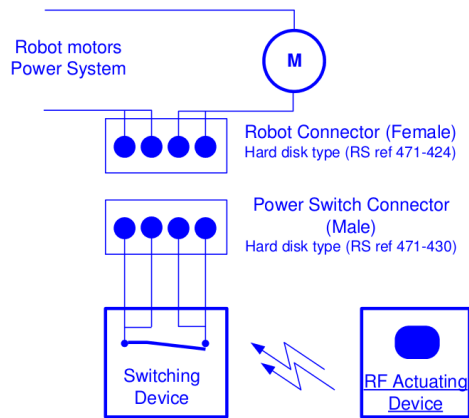 Robot motors
Power System
M
Robot Connector (Female)
Hard disk type (RS ref 471-424)
Power Switch Connector
(Male)
Hard disk type (RS ref 471-430)
Switching
Device
RF Actuating
Device